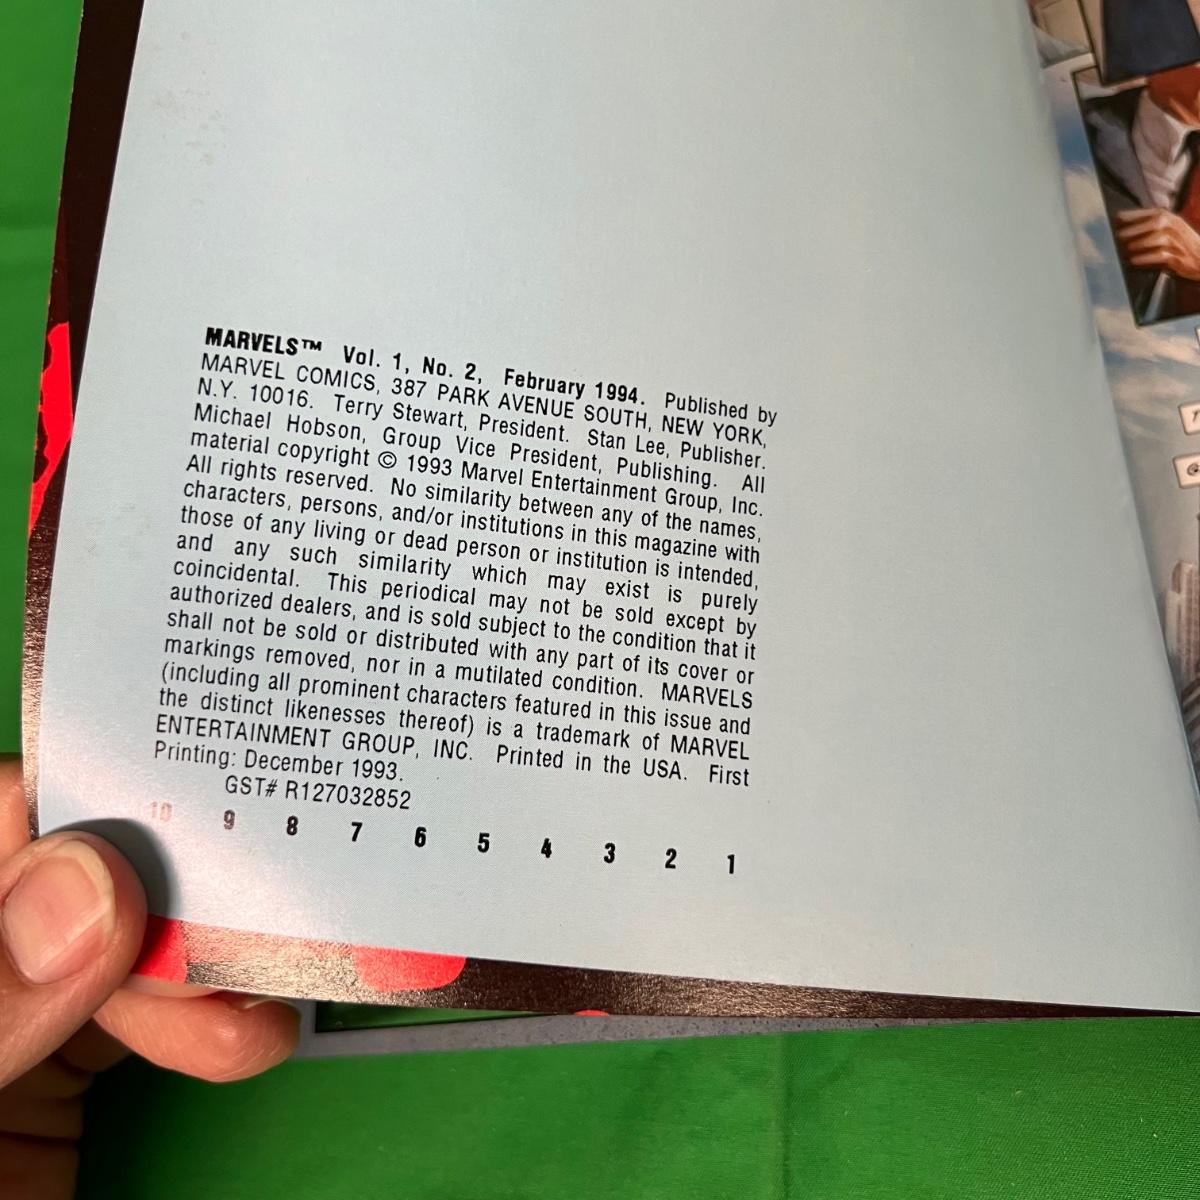 MARVELS™ Vol. 1, No. 2, February 1994. Published by
MARVEL COMICS, 387 PARK AVENUE SOUTH, NEW YORK,
N.Y. 10016. Terry Stewart, President. Stan Lee, Publisher.
Michael Hobson, Group Vice President, Publishing. All
material copyright © 1993 Marvel Entertainment Group, Inc.
All rights reserved. No similarity between any of the names,
characters, persons, and/or institutions in this magazine with
those of any living or dead person or institution is intended,
and any such similarity which may exist is purely
coincidental. This periodical may not be sold except by
authorized dealers, and is sold subject to the condition that it
shall not be sold or distributed with any part of its cover or
markings removed, nor in a mutilated condition. MARVELS
(including all prominent characters featured in this issue and
the distinct likenesses thereof) is a trademark of MARVEL
ENTERTAINMENT GROUP, INC. Printed in the USA. First
Printing: December 1993.
GST# R127032852
10 9 8 7 6 5 4 3 2 1